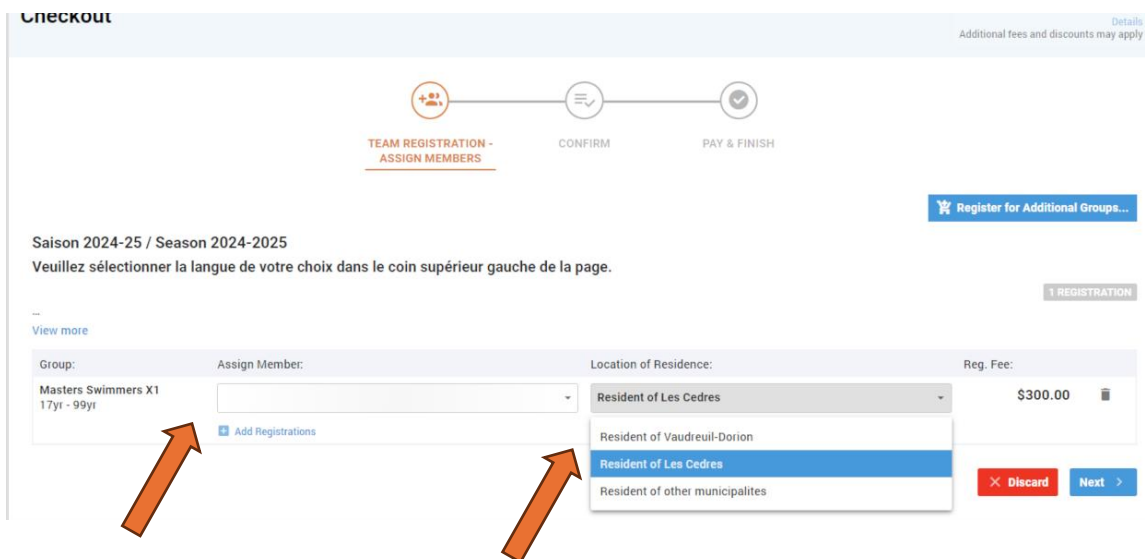 Checkout
Details
Additional fees and discounts may apply
TEAM REGISTRATION -
ASSIGN MEMBERS
CONFIRM
PAY & FINISH
Register for Additional Groups...
Saison 2024-25 / Season 2024-2025
Veuillez sélectionner la langue de votre choix dans le coin supérieur gauche de la page.
1 REGISTRATION
...
View more
Group: Assign Member: Location of Residence: Reg. Fee:
Masters Swimmers X1
17yr - 99yr
Resident of Les Cedres
$300.00
Add Registrations
Resident of Vaudreuil-Dorion
Resident of Les Cedres
Resident of other municipalites
Discard
Next